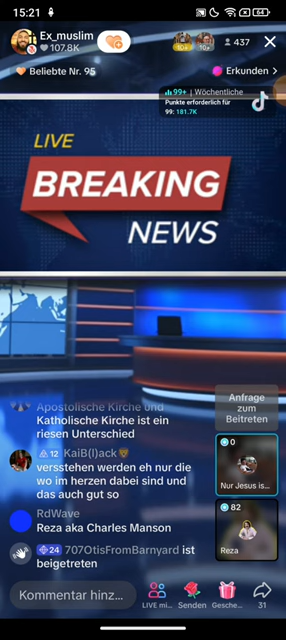 15:21
64
Ex_muslim
107.8K
437
Beliebte Nr. 95
Erkunden >
99+ | Wöchentliche
Punkte erforderlich für
99: 181.7K
LIVE
BREAKING
NEWS
Apostolische Kirche und
Katholische Kirche ist ein
riesen Unterschied
12 KaiB(l)ack
versstehen werden eh nur die
wo im herzen dabei sind und
das auch gut so
RdWave
Reza aka Charles Manson
24 707OtisFromBarnyard ist
beigetreten
Anfrage
zum
Beitreten
0
Nur Jesus is...
82
Reza
Kommentar hinz...
LIVE mi...
Senden
Gesche...
31